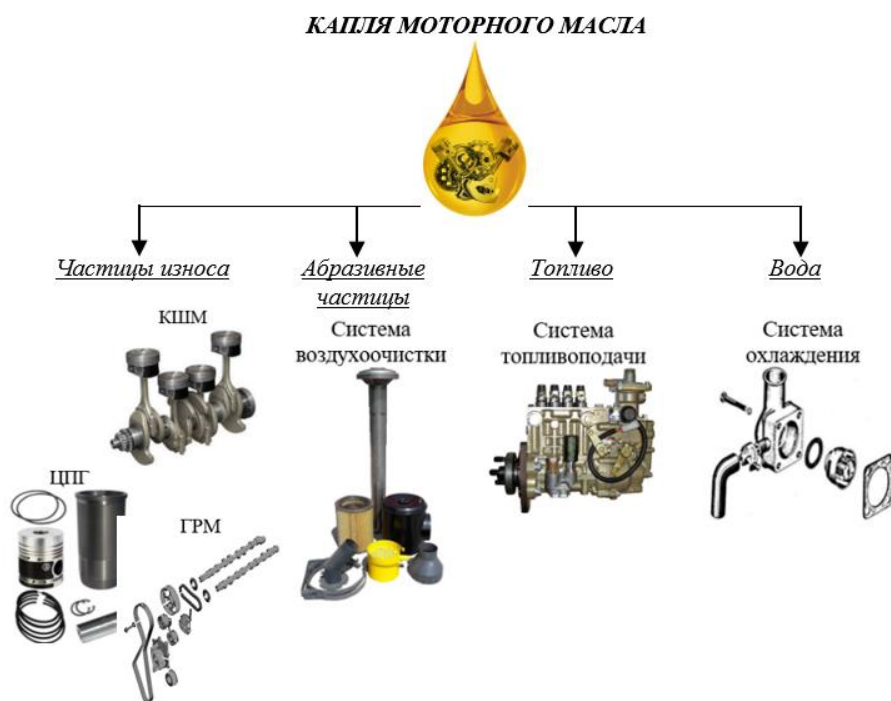 КАПЛЯ МОТОРНОГО МАСЛА
Частицы износа
Абразивные
частицы
Топливо
Вода
КШМ
Система
воздухоочистки
Система
топливоподачи
Система
охлаждения
ЦПГ
ГРМ